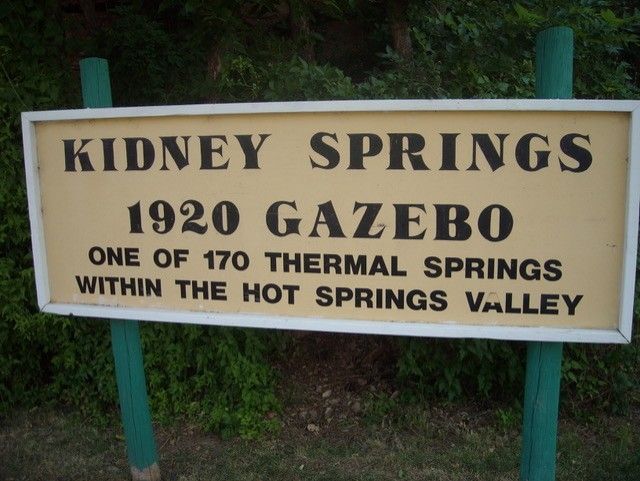 KIDNEY SPRINGS
1920 GAZEBO
ONE OF 170 THERMAL SPRINGS
WITHIN THE HOT SPRINGS VALLEY